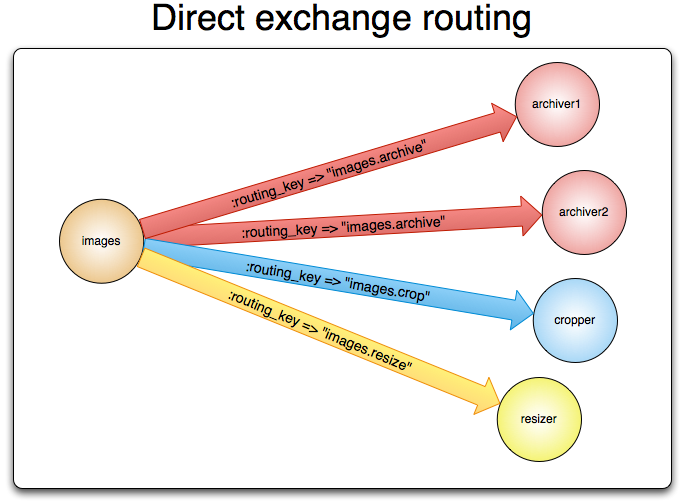 Direct exchange routing
archiver1
:routing_key => "images.archive"
archiver2
:routing_key => "images.archive"
images
:routing_key => "images.crop"
cropper
:routing_key => "images.resize"
resizer